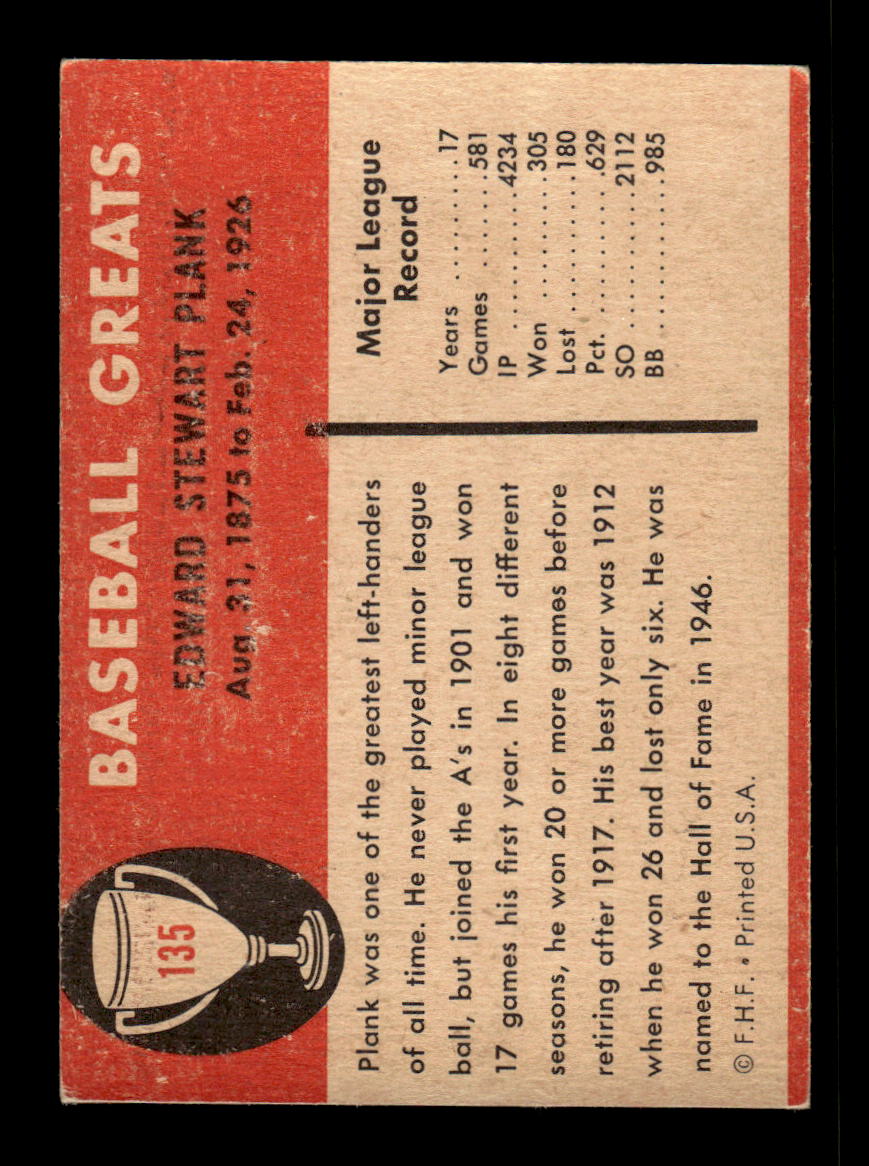 135
BASEBALL GREATS
EDWARD STEWART PLANK
Aug. 31, 1875 to Feb. 24, 1926
Plank was one of the greatest left-handers
of all time. He never played minor league
ball, but joined the A's in 1901 and won
17 games his first year. In eight different
seasons, he won 20 or more games before
retiring after 1917. His best year was 1912
when he won 26 and lost only six. He was
named to the Hall of Fame in 1946.
© F.H.F. • Printed U.S.A.
Major League
Record
Years ..........17
Games .......581
IP ............4234
Won .........305
Lost ..........180
Pct. ..........629
SO ...........2112
BB ............985